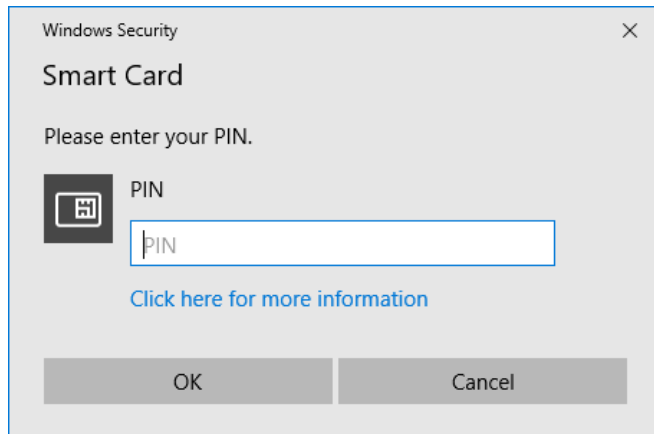 Windows Security
Smart Card
Please enter your PIN.
PIN
PIN
Click here for more information
OK Cancel